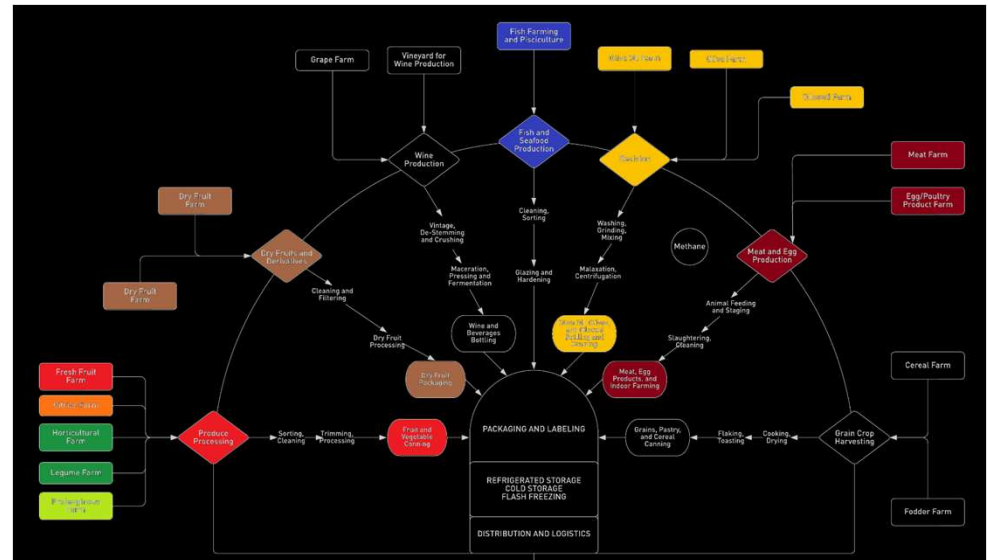 Fish Farming
and Pisciculture
Grape Farm
Vineyard for
Wine Production
Meat Farm
Egg/Poultry
Product Farm
Fish and
Seafood
Production
Wine
Production
Dry Fruit
Farm
Dry Fruit
Farm
Dry Fruits and
Derivatives
Meat and Egg
Production
Methane
Cleaning,
Sorting
Washing,
Grinding,
Mixing
Vintage,
De-Stemming
and Crushing
Maceration,
Pressing and
Fermentation
Glazing and
Hardening
Malaxation,
Centrifugation
Cleaning and
Filtering
Animal Feeding
and Staging
Wine and
Beverages
Bottling
Dry Fruit
Processing
Slaughtering,
Cleaning
Dry Fruit
Packaging
Meat, Egg
Products, and
Indoor Farming
Fresh Fruit
Farm
Horticultural
Farm
Legume Farm
Farm
Produce
Processing
Sorting,
Cleaning
Trimming,
Processing
Fruit and
Vegetable
Canning
PACKAGING AND LABELING
Grains, Pastry,
and Cereal
Canning
Flaking,
Toasting
Cooking,
Drying
Grain Crop
Harvesting
Cereal Farm
Fodder Farm
REFRIGERATED STORAGE
COLD STORAGE
FLASH FREEZING
DISTRIBUTION AND LOGISTICS